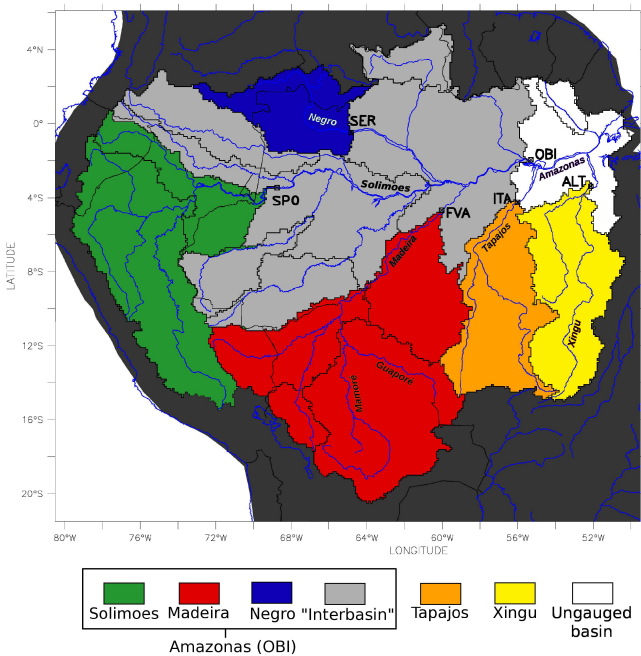 4°N
0°
4°S
8°S
12°S
16°S
20°S
LATITUDE
80°W
76°W
72°W
68°W
64°W
60°W
56°W
52°W
LONGITUDE
Negro
SER
OBI
Amazonas
ALT
Solimoes
SPO
ITA
FVA
Tapajos
Madeira
Xingu
Guapore
Mamore
Solimoes
Madeira
Negro
"Interbasin"
Tapajos
Xingu
Ungauged
basin
Amazonas (OBI)